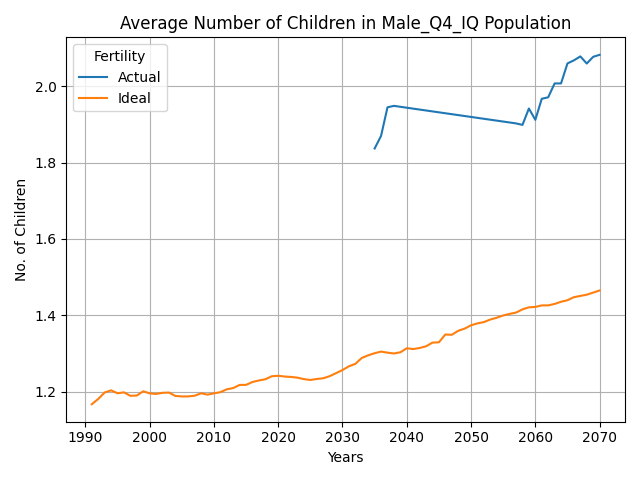 Average Number of Children in Male_Q4_IQ Population
Fertility
Actual
Ideal
No. of Children
2.0
1.8
1.6
1.4
1.2
1990 2000 2010 2020 2030 2040 2050 2060 2070
Years